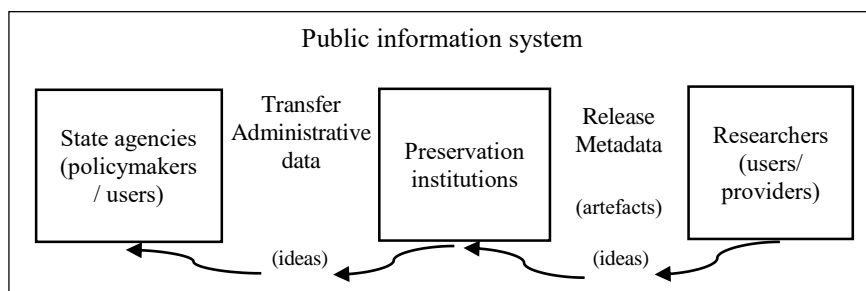 Public information system
State agencies
(policymakers
/ users)
Transfer
Administrative
data
Preservation
institutions
Release
Metadata
(artefacts)
Researchers
(users/
providers)
(ideas)
(ideas)